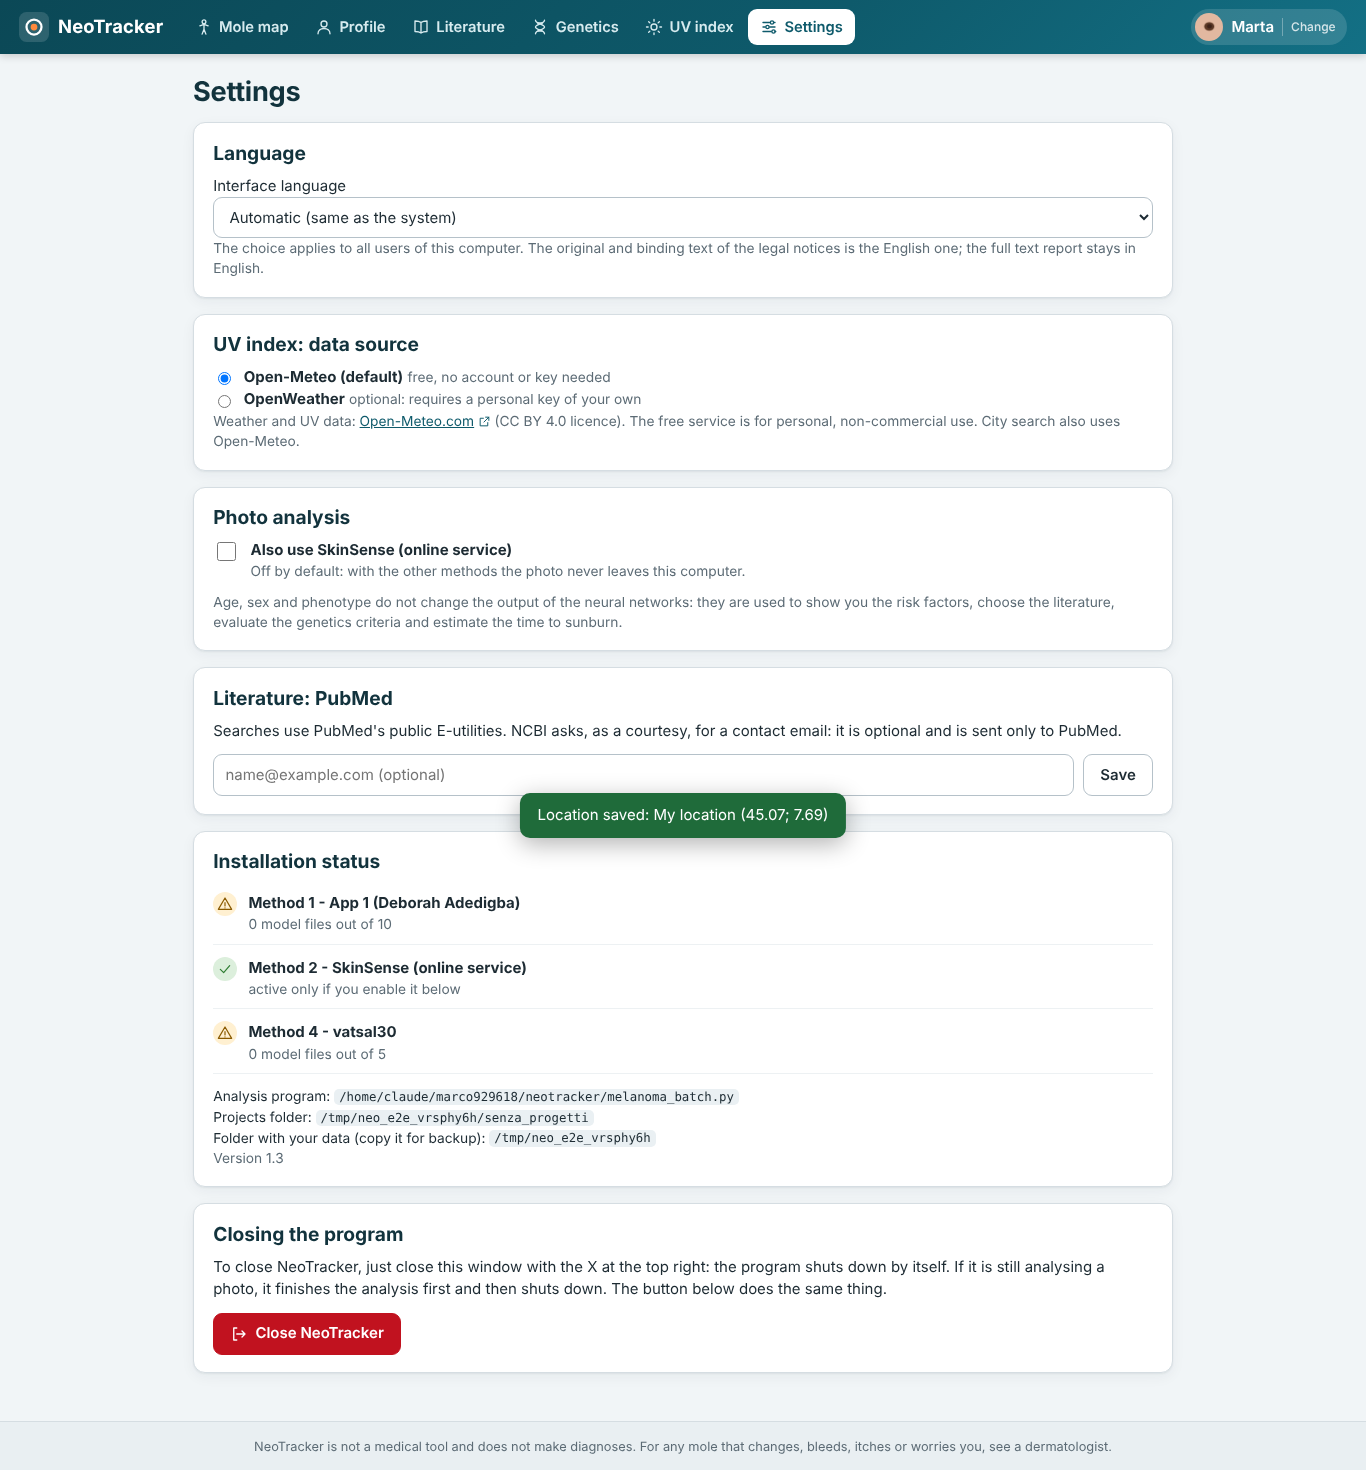 NeoTracker
Mole map
Profile
Literature
Genetics
UV index
Settings
Marta
Change
Settings
Language
Interface language
Automatic (same as the system)
The choice applies to all users of this computer. The original and binding text of the legal notices is the English one; the full text report stays in
English.
UV index: data source
Open-Meteo (default) free, no account or key needed
OpenWeather optional: requires a personal key of your own
Weather and UV data: Open-Meteo.com (CC BY 4.0 licence). The free service is for personal, non-commercial use. City search also uses
Open-Meteo.
Photo analysis
Also use SkinSense (online service)
Off by default: with the other methods the photo never leaves this computer.
Age, sex and phenotype do not change the output of the neural networks: they are used to show you the risk factors, choose the literature,
evaluate the genetics criteria and estimate the time to sunburn.
Literature: PubMed
Searches use PubMed's public E-utilities. NCBI asks, as a courtesy, for a contact email: it is optional and is sent only to PubMed.
name@example.com (optional)
Save
Location saved: My location (45.07; 7.69)
Installation status
Method 1 - App 1 (Deborah Adedigba)
0 model files out of 10
Method 2 - SkinSense (online service)
active only if you enable it below
Method 4 - vatsal30
0 model files out of 5
Analysis program: /home/claude/marco929618/neotracker/melanoma_batch.py
Projects folder: /tmp/neo_e2e_vrsphy6h/senza_progetti
Folder with your data (copy it for backup): /tmp/neo_e2e_vrsphy6h
Version 1.3
Closing the program
To close NeoTracker, just close this window with the X at the top right: the program shuts down by itself. If it is still analysing a
photo, it finishes the analysis first and then shuts down. The button below does the same thing.
Close NeoTracker
NeoTracker is not a medical tool and does not make diagnoses. For any mole that changes, bleeds, itches or worries you, see a dermatologist.